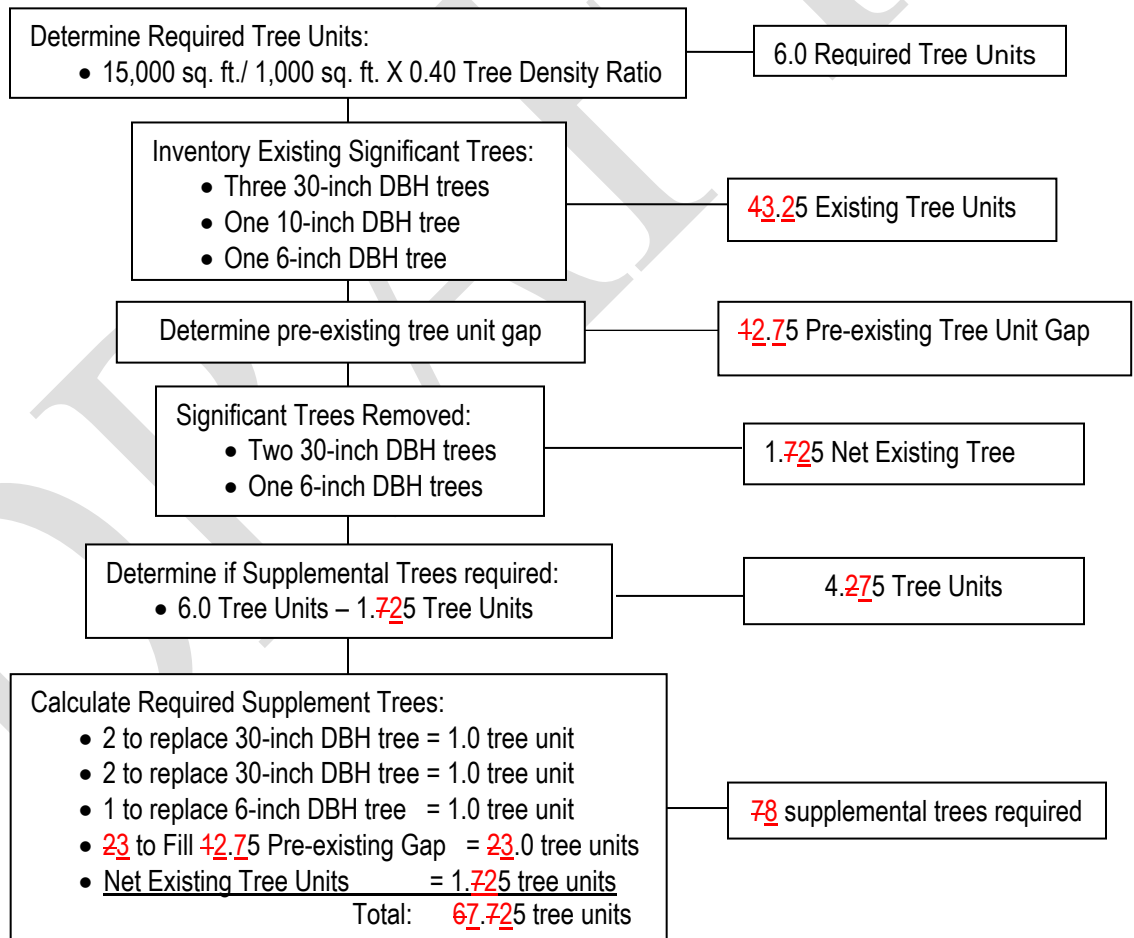 Determine Required Tree Units:
• 15,000 sq. ft./ 1,000 sq. ft. X 0.40 Tree Density Ratio
6.0 Required Tree Units
Inventory Existing Significant Trees:
• Three 30-inch DBH trees
• One 10-inch DBH tree
• One 6-inch DBH tree
43.25 Existing Tree Units
Determine pre-existing tree unit gap
12.75 Pre-existing Tree Unit Gap
Significant Trees Removed:
• Two 30-inch DBH trees
• One 6-inch DBH trees
1.725 Net Existing Tree
Determine if Supplemental Trees required:
• 6.0 Tree Units – 1.725 Tree Units
4.275 Tree Units
Calculate Required Supplement Trees:
• 2 to replace 30-inch DBH tree = 1.0 tree unit
• 2 to replace 30-inch DBH tree = 1.0 tree unit
• 1 to replace 6-inch DBH tree = 1.0 tree unit
• 23 to Fill 12.75 Pre-existing Gap = 23.0 tree units
• Net Existing Tree Units = 1.725 tree units
Total: 67.725 tree units
78 supplemental trees required